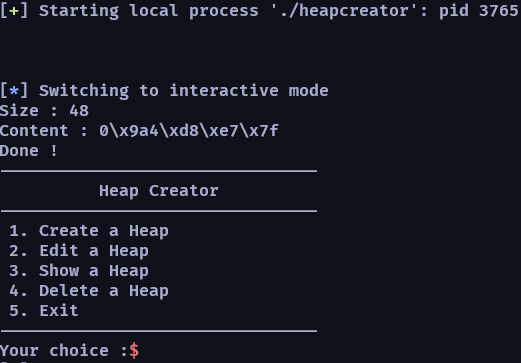 [+] Starting local process './heapcreator': pid 3765
[*] Switching to interactive mode
Size : 48
Content : 0\x9a4\xd8\xe7\x7f
Done !
Heap Creator
1. Create a Heap
2. Edit a Heap
3. Show a Heap
4. Delete a Heap
5. Exit
Your choice :$